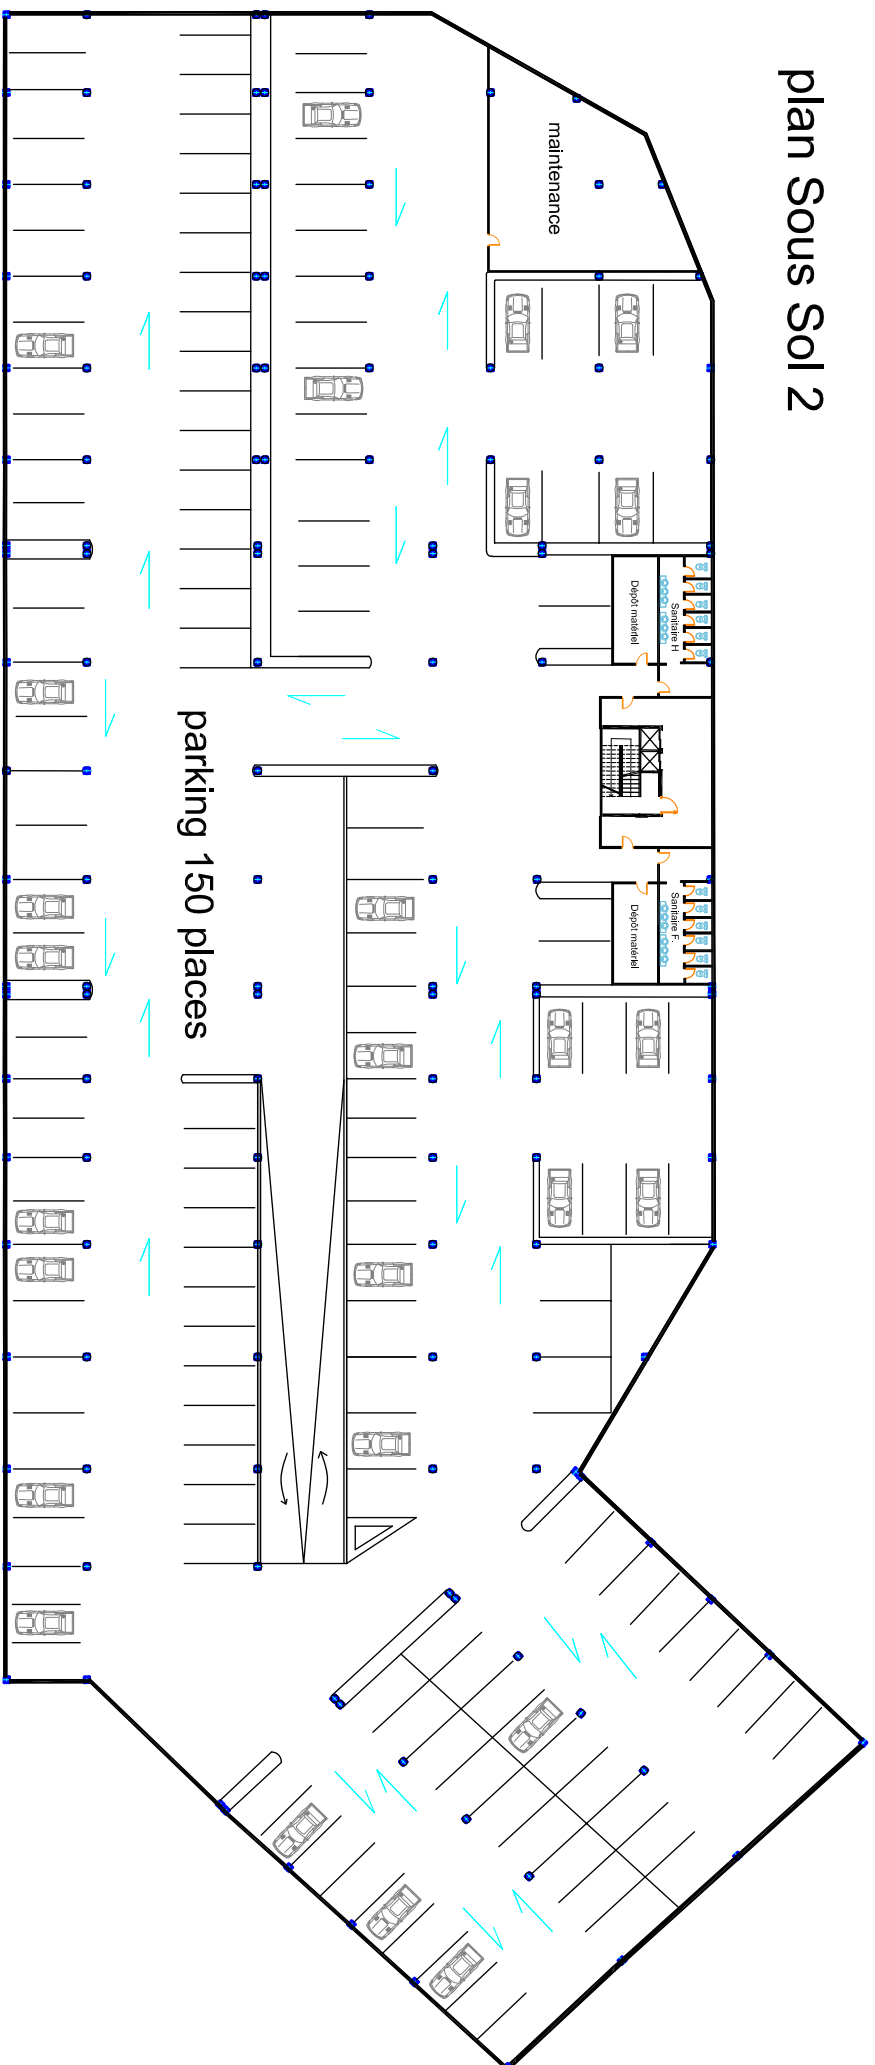 plan Sous Sol 2
maintenance
Sanitaire H
Dépôt matériel
parking 150 places
Sanitaire F.
Dépôt matériel